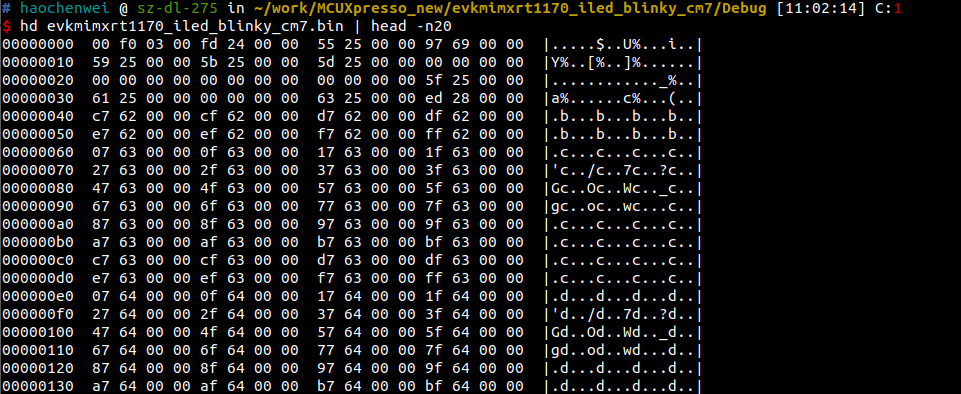 # haochenwei @ sz-dl-275 in ~/work/MCUXpresso_new/evkmimxrt1170_iled_blinky_cm7/Debug [11:02:14] C:1
$ hd evkmimxrt1170_iled_blinky_cm7.bin | head -n20
00000000  00 f0 03 00 fd 24 00 00  55 25 00 00 97 69 00 00  |.....$..U%...i..|
00000010  59 25 00 00 5b 25 00 00  5d 25 00 00 00 00 00 00  |Y%..[%..]%......|
00000020  00 00 00 00 00 00 00 00  00 00 00 00 5f 25 00 00  |............_%..|
00000030  61 25 00 00 00 00 00 00  63 25 00 00 ed 28 00 00  |a%......c%...(..|
00000040  c7 62 00 00 cf 62 00 00  d7 62 00 00 df 62 00 00  |.b...b...b...b..|
00000050  e7 62 00 00 ef 62 00 00  f7 62 00 00 ff 62 00 00  |.b...b...b...b..|
00000060  07 63 00 00 0f 63 00 00  17 63 00 00 1f 63 00 00  |.c...c...c...c..|
00000070  27 63 00 00 2f 63 00 00  37 63 00 00 3f 63 00 00  |'c../c..7c..?c..|
00000080  47 63 00 00 4f 63 00 00  57 63 00 00 5f 63 00 00  |Gc..Oc..Wc.._c..|
00000090  67 63 00 00 6f 63 00 00  77 63 00 00 7f 63 00 00  |gc..oc..wc...c..|
000000a0  87 63 00 00 8f 63 00 00  97 63 00 00 9f 63 00 00  |.c...c...c...c..|
000000b0  a7 63 00 00 af 63 00 00  b7 63 00 00 bf 63 00 00  |.c...c...c...c..|
000000c0  c7 63 00 00 cf 63 00 00  d7 63 00 00 df 63 00 00  |.c...c...c...c..|
000000d0  e7 63 00 00 ef 63 00 00  f7 63 00 00 ff 63 00 00  |.c...c...c...c..|
000000e0  07 64 00 00 0f 64 00 00  17 64 00 00 1f 64 00 00  |.d...d...d...d..|
000000f0  27 64 00 00 2f 64 00 00  37 64 00 00 3f 64 00 00  |'d../d..7d..?d..|
00000100  47 64 00 00 4f 64 00 00  57 64 00 00 5f 64 00 00  |Gd..Od..Wd.._d..|
00000110  67 64 00 00 6f 64 00 00  77 64 00 00 7f 64 00 00  |gd..od..wd...d..|
00000120  87 64 00 00 8f 64 00 00  97 64 00 00 9f 64 00 00  |.d...d...d...d..|
00000130  a7 64 00 00 af 64 00 00  b7 64 00 00 bf 64 00 00  |.d...d...d...d..|